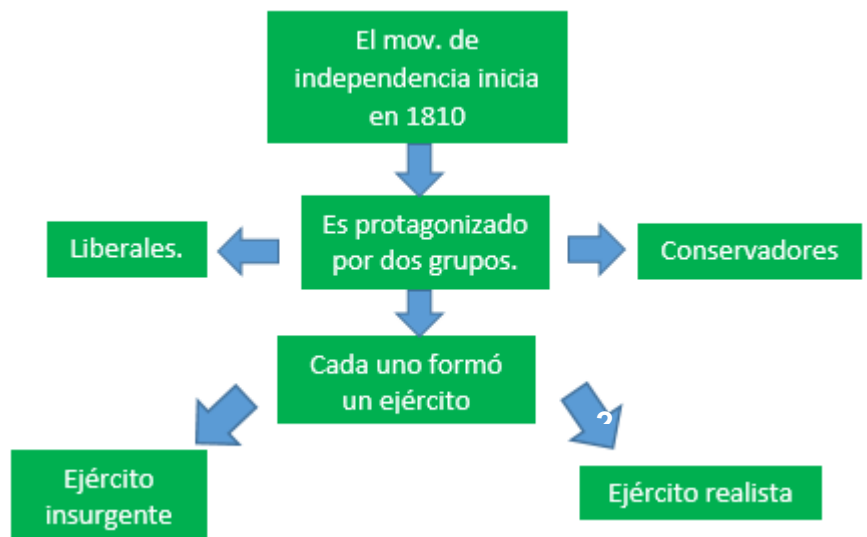 El mov. de
independencia inicia
en 1810
Liberales.
Es protagonizado
por dos grupos.
Conservadores
Cada uno formó
un ejército
?
Ejército
insurgente
Ejército realista